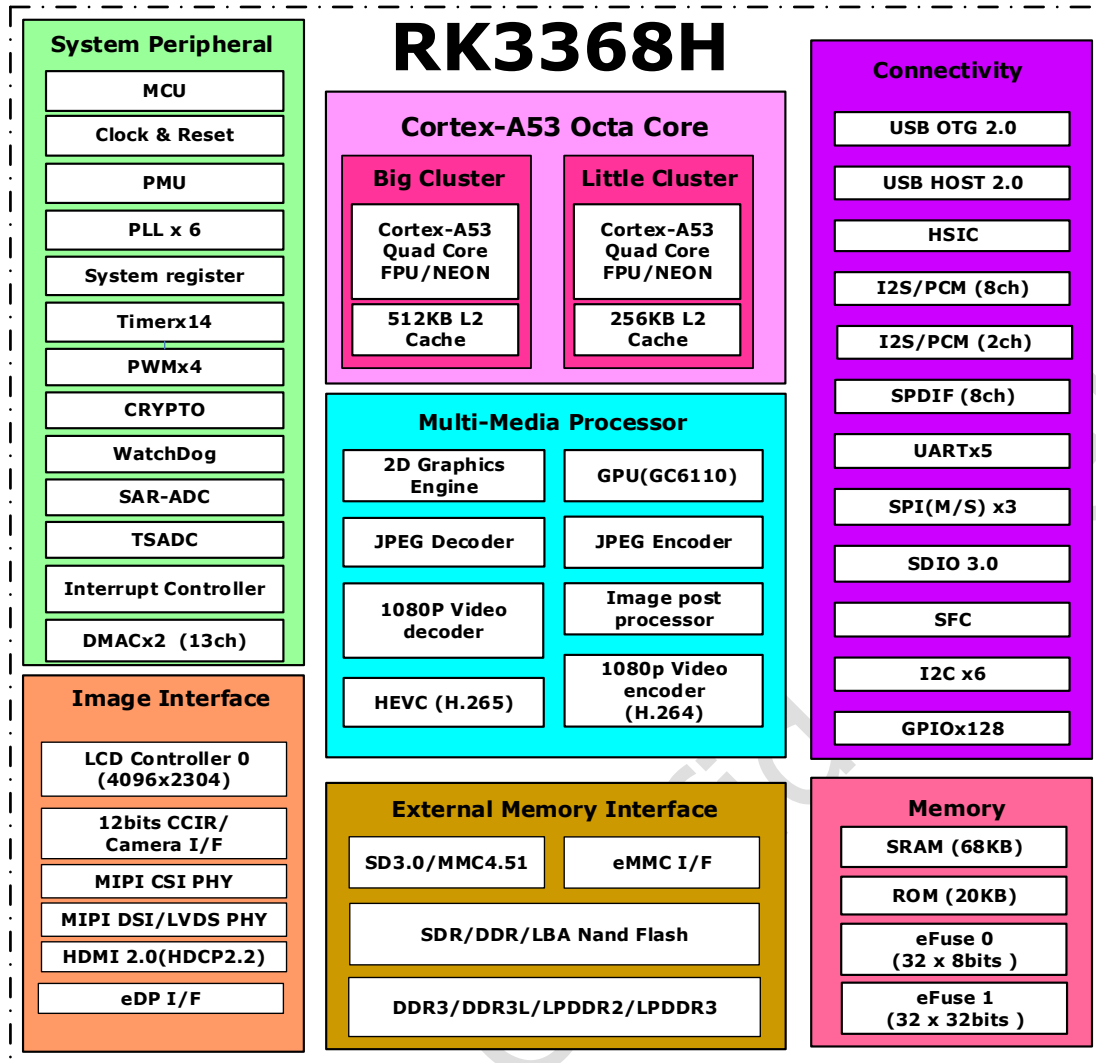 RK3368H
System Peripheral
MCU
Clock & Reset
PMU
PLL x 6
System register
Timerx14
PWMx4
CRYPTO
WatchDog
SAR-ADC
TSADC
Interrupt Controller
DMACx2 (13ch)
Image Interface
LCD Controller 0
(4096x2304)
12bits CCIR/
Camera I/F
MIPI CSI PHY
MIPI DSI/LVDS PHY
HDMI 2.0(HDCP2.2)
eDP I/F
Cortex-A53 Octa Core
Big Cluster
Cortex-A53
Quad Core
FPU/NEON
512KB L2
Cache
Little Cluster
Cortex-A53
Quad Core
FPU/NEON
256KB L2
Cache
Multi-Media Processor
2D Graphics
Engine
GPU(GC6110)
JPEG Decoder
JPEG Encoder
1080P Video
decoder
Image post
processor
HEVC (H.265)
1080p Video
encoder
(H.264)
External Memory Interface
SD3.0/MMC4.51
eMMC I/F
SDR/DDR/LBA Nand Flash
DDR3/DDR3L/LPDDR2/LPDDR3
Connectivity
USB OTG 2.0
USB HOST 2.0
HSIC
I2S/PCM (8ch)
I2S/PCM (2ch)
SPDIF (8ch)
UARTx5
SPI(M/S) x3
SDIO 3.0
SFC
I2C x6
GPIOx128
Memory
SRAM (68KB)
ROM (20KB)
eFuse 0
(32 x 8bits )
eFuse 1
(32 x 32bits )